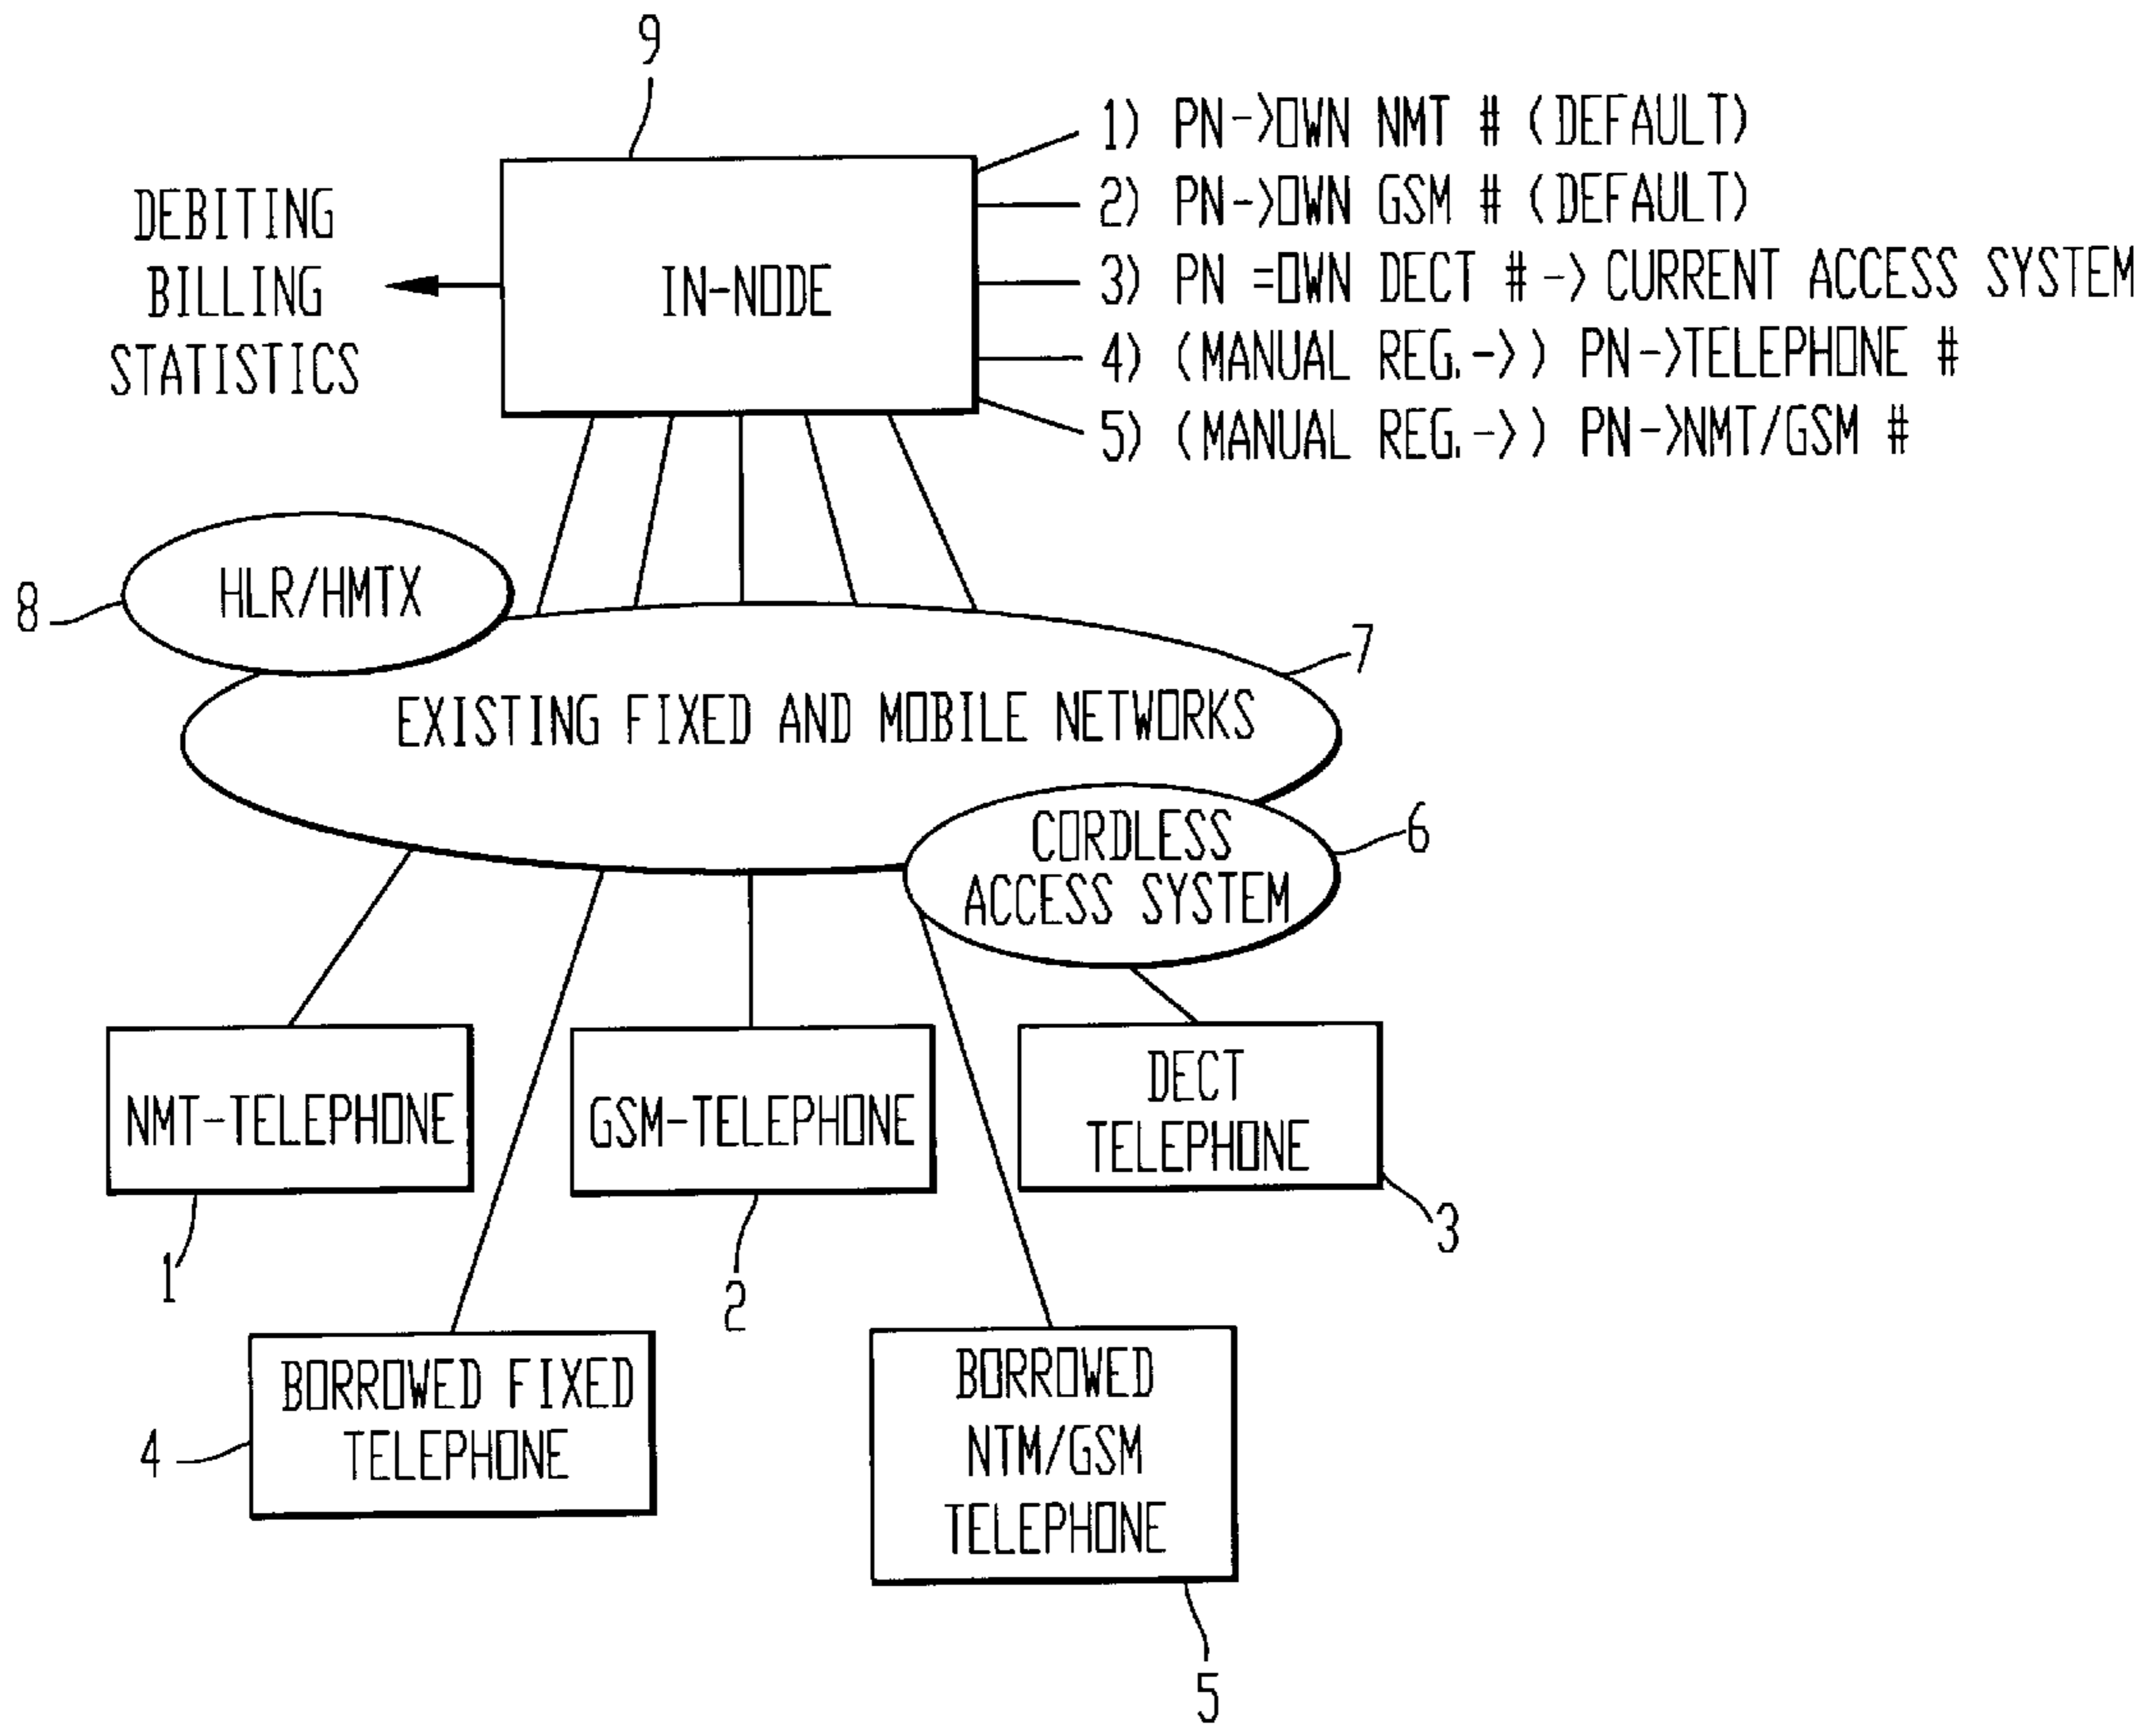 9
1) PN->OWN NMT # (DEFAULT)
2) PN->OWN GSM # (DEFAULT)
3) PN =OWN DECT # -> CURRENT ACCESS SYSTEM
4) (MANUAL REG.->) PN->TELEPHONE #
5) (MANUAL REG.->) PN->NMT/GSM #
DEBITING
BILLING
STATISTICS
IN-NODE
HLR/HMTX
8
7
EXISTING FIXED AND MOBILE NETWORKS
CORDLESS
ACCESS SYSTEM
6
NMT-TELEPHONE
1
GSM-TELEPHONE
2
DECT
TELEPHONE
3
BORROWED FIXED
TELEPHONE
4
BORROWED
NTM/GSM
TELEPHONE
5